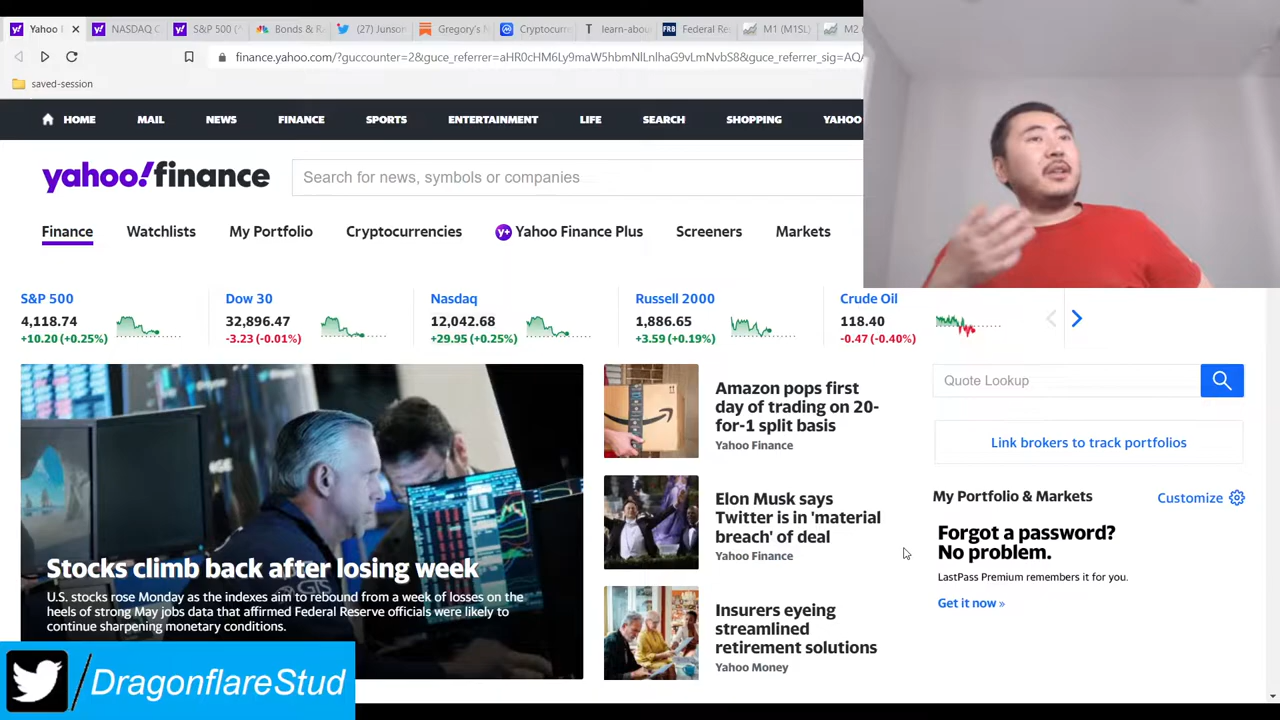 Yahoo
NASDAQ C
S&P 500 (^
Bonds & R
(27) Junson
Gregory's M
Cryptocurr
learn-abou
Federal Re
M1 (M1SL)
M2
finance.yahoo.com/?guccounter=2&guce_referrer=aHR0cHM6Ly9maW5hbmNlLnlhaG9vLmNvbS8&guce_referrer_sig=AQA
saved-session
HOME MAIL NEWS FINANCE SPORTS ENTERTAINMENT LIFE SEARCH SHOPPING YAHOO
yahoo!finance
Search for news, symbols or companies
Finance Watchlists My Portfolio Cryptocurrencies Y+ Yahoo Finance Plus Screeners Markets
S&P 500
4,118.74
+10.20 (+0.25%)
Dow 30
32,896.47
-3.23 (-0.01%)
Nasdaq
12,042.68
+29.95 (+0.25%)
Russell 2000
1,886.65
+3.59 (+0.19%)
Crude Oil
118.40
-0.47 (-0.40%)
Stocks climb back after losing week
U.S. stocks rose Monday as the indexes aim to rebound from a week of losses on the
heels of strong May jobs data that affirmed Federal Reserve officials were likely to
continue sharpening monetary conditions.
Amazon pops first
day of trading on 20-
for-1 split basis
Yahoo Finance
Elon Musk says
Twitter is in 'material
breach' of deal
Yahoo Finance
Insurers eyeing
streamlined
retirement solutions
Yahoo Money
Quote Lookup
Link brokers to track portfolios
My Portfolio & Markets
Customize
Forgot a password?
No problem.
LastPass Premium remembers it for you.
Get it now »
/DragonflareStud